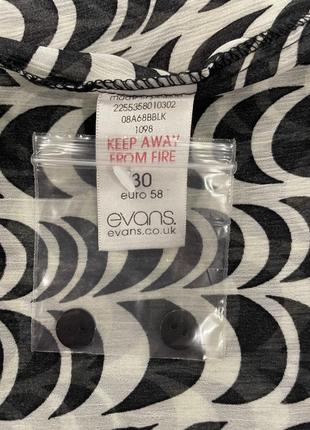 2255358010302
08A68BBLK
1098
KEEP AWAY
FROM FIRE
30
euro 58
evans.
evans.co.uk